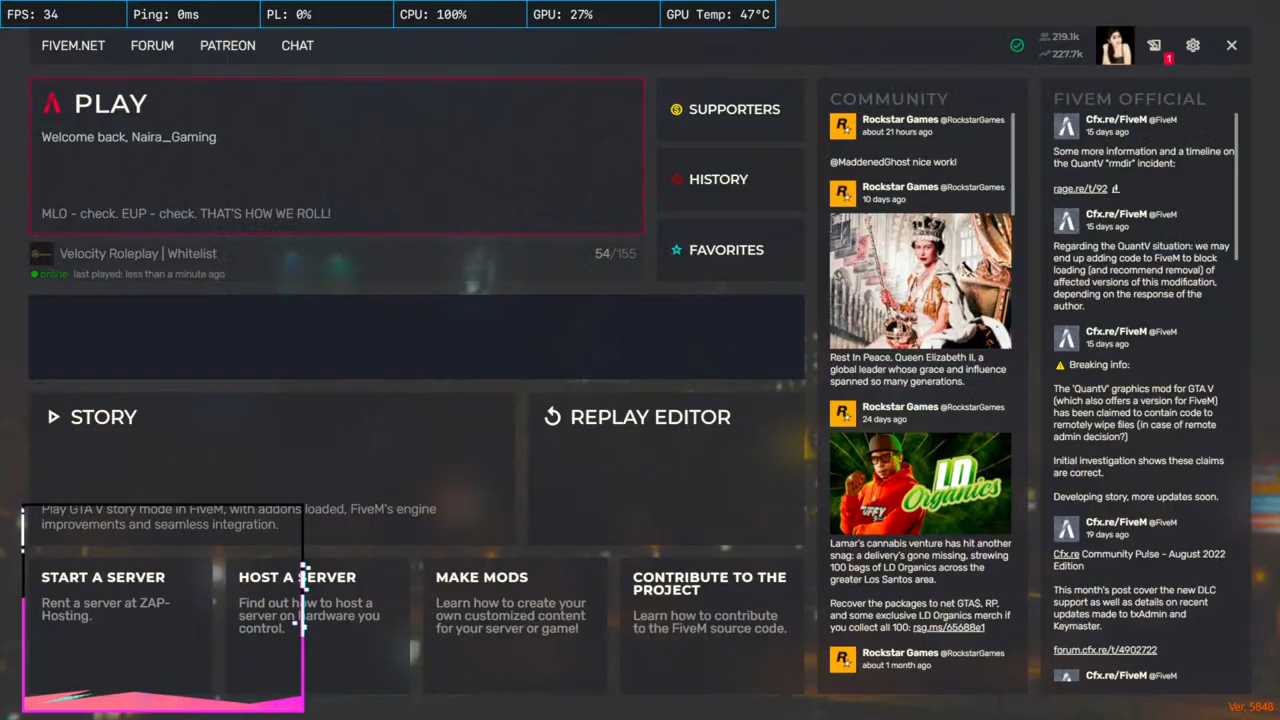 FPS: 34
Ping: 0ms
PL: 0%
CPU: 100%
GPU: 27%
GPU Temp: 47°C
FIVEM.NET
FORUM
PATREON
CHAT
219.1k
227.7k
1
PLAY
Welcome back, Naira_Gaming
MLO - check. EUP - check. THAT'S HOW WE ROLL!
Velocity Roleplay | Whitelist
54/155
online
last played: less than a minute ago
SUPPORTERS
HISTORY
FAVORITES
STORY
Play GTA V story mode in FiveM, with addons loaded, FiveM's engine
improvements and seamless integration.
REPLAY EDITOR
START A SERVER
Rent a server at ZAP-
Hosting.
HOST A SERVER
Find out how to host a
server on hardware you
control.
MAKE MODS
Learn how to create your
own customized content
for your server or game!
CONTRIBUTE TO THE
PROJECT
Learn how to contribute
to the FiveM source code.
COMMUNITY
Rockstar Games @RockstarGames
about 21 hours ago
@MaddenedGhost nice work!
Rockstar Games @RockstarGames
10 days ago
Rest In Peace, Queen Elizabeth II, a
global leader whose grace and influence
spanned so many generations.
Rockstar Games @RockstarGames
24 days ago
LD
Organics
Lamar's cannabis venture has hit another
snag: a delivery's gone missing, strewing
100 bags of LD Organics across the
greater Los Santos area.
Recover the packages to net GTA$, RP,
and some exclusive LD Organics merch if
you collect all 100: rsg.ms/65688e1
Rockstar Games @RockstarGames
about 1 month ago
FIVEM OFFICIAL
Cfx.re/FiveM @FiveM
15 days ago
Some more information and a timeline on
the QuantV "rmdir" incident:
rage.re/t/92
Cfx.re/FiveM @FiveM
15 days ago
Regarding the QuantV situation: we may
end up adding code to FiveM to block
loading (and recommend removal) of
affected versions of this modification,
depending on the response of the
author.
Cfx.re/FiveM @FiveM
15 days ago
Breaking info:
The 'QuantV' graphics mod for GTA V
(which also offers a version for FiveM)
has been claimed to contain code to
remotely wipe files (in case of remote
admin decision?)
Initial investigation shows these claims
are correct.
Developing story, more updates soon.
Cfx.re/FiveM @FiveM
19 days ago
Cfx.re Community Pulse - August 2022
Edition
This month's post cover the new DLC
support as well as details on recent
updates made to txAdmin and
Keymaster.
forum.cfx.re/t/4902722
Cfx.re/FiveM @FiveM
Ver. 5848